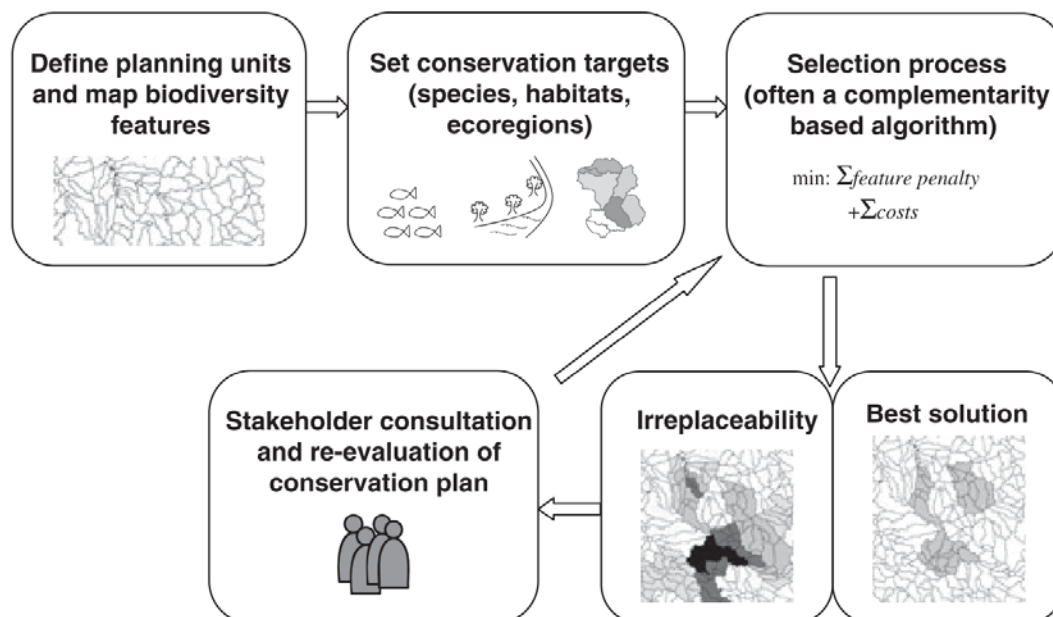 Define planning units
and map biodiversity
features
Set conservation targets
(species, habitats,
ecoregions)
Selection process
(often a complementarity
based algorithm)
min: Σfeature penalty
+Σcosts
Stakeholder consultation
and re-evaluation of
conservation plan
Irreplaceability
Best solution